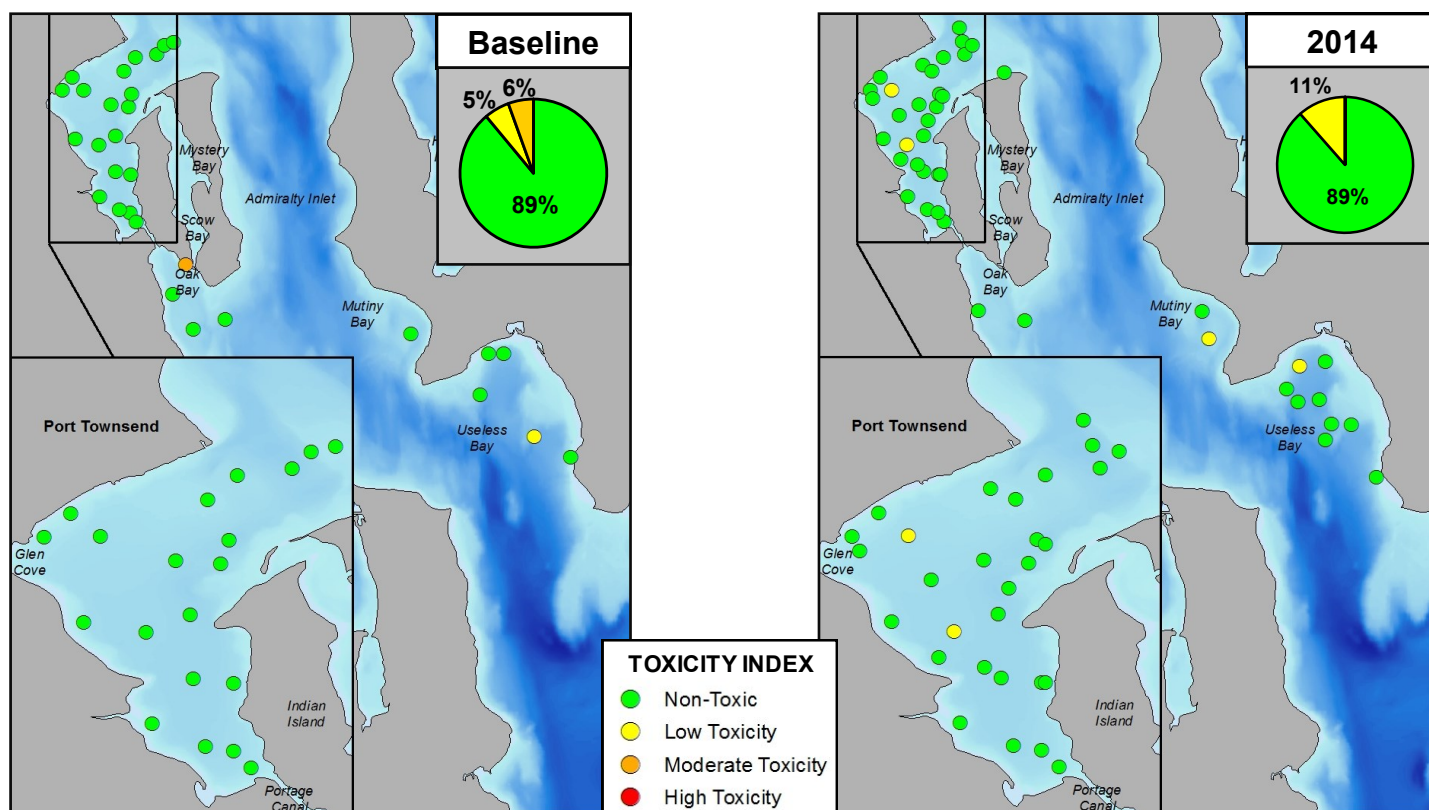 Baseline
5%
6%
89%
Mystery
Bay
Admiralty Inlet
Scow
Bay
Oak
Bay
Mutiny
Bay
Useless
Bay
Port Townsend
Glen
Cove
Indian
Island
Portage
Canal
2014
11%
89%
Mystery
Bay
Admiralty Inlet
Scow
Bay
Oak
Bay
Mutiny
Bay
Useless
Bay
Port Townsend
Glen
Cove
Indian
Island
Portage
Canal
TOXICITY INDEX
Non-Toxic
Low Toxicity
Moderate Toxicity
High Toxicity